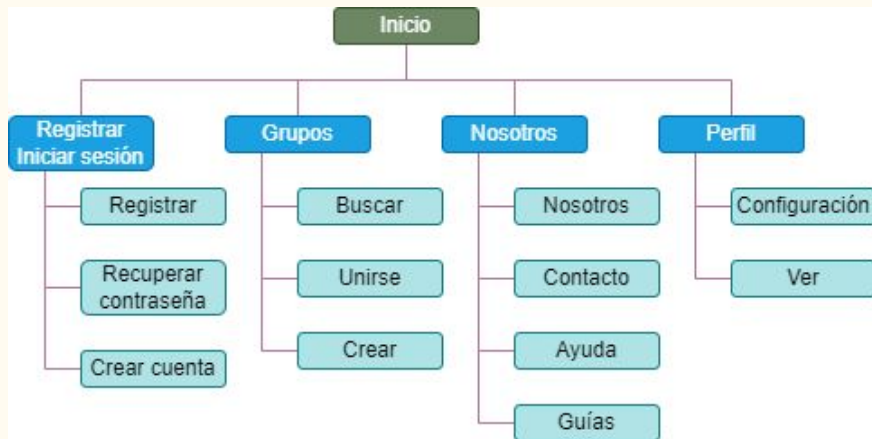 Inicio
Registrar
Iniciar sesión
Grupos
Nosotros
Perfil
Registrar
Buscar
Nosotros
Configuración
Recuperar
contraseña
Unirse
Contacto
Ver
Crear cuenta
Crear
Ayuda
Guías